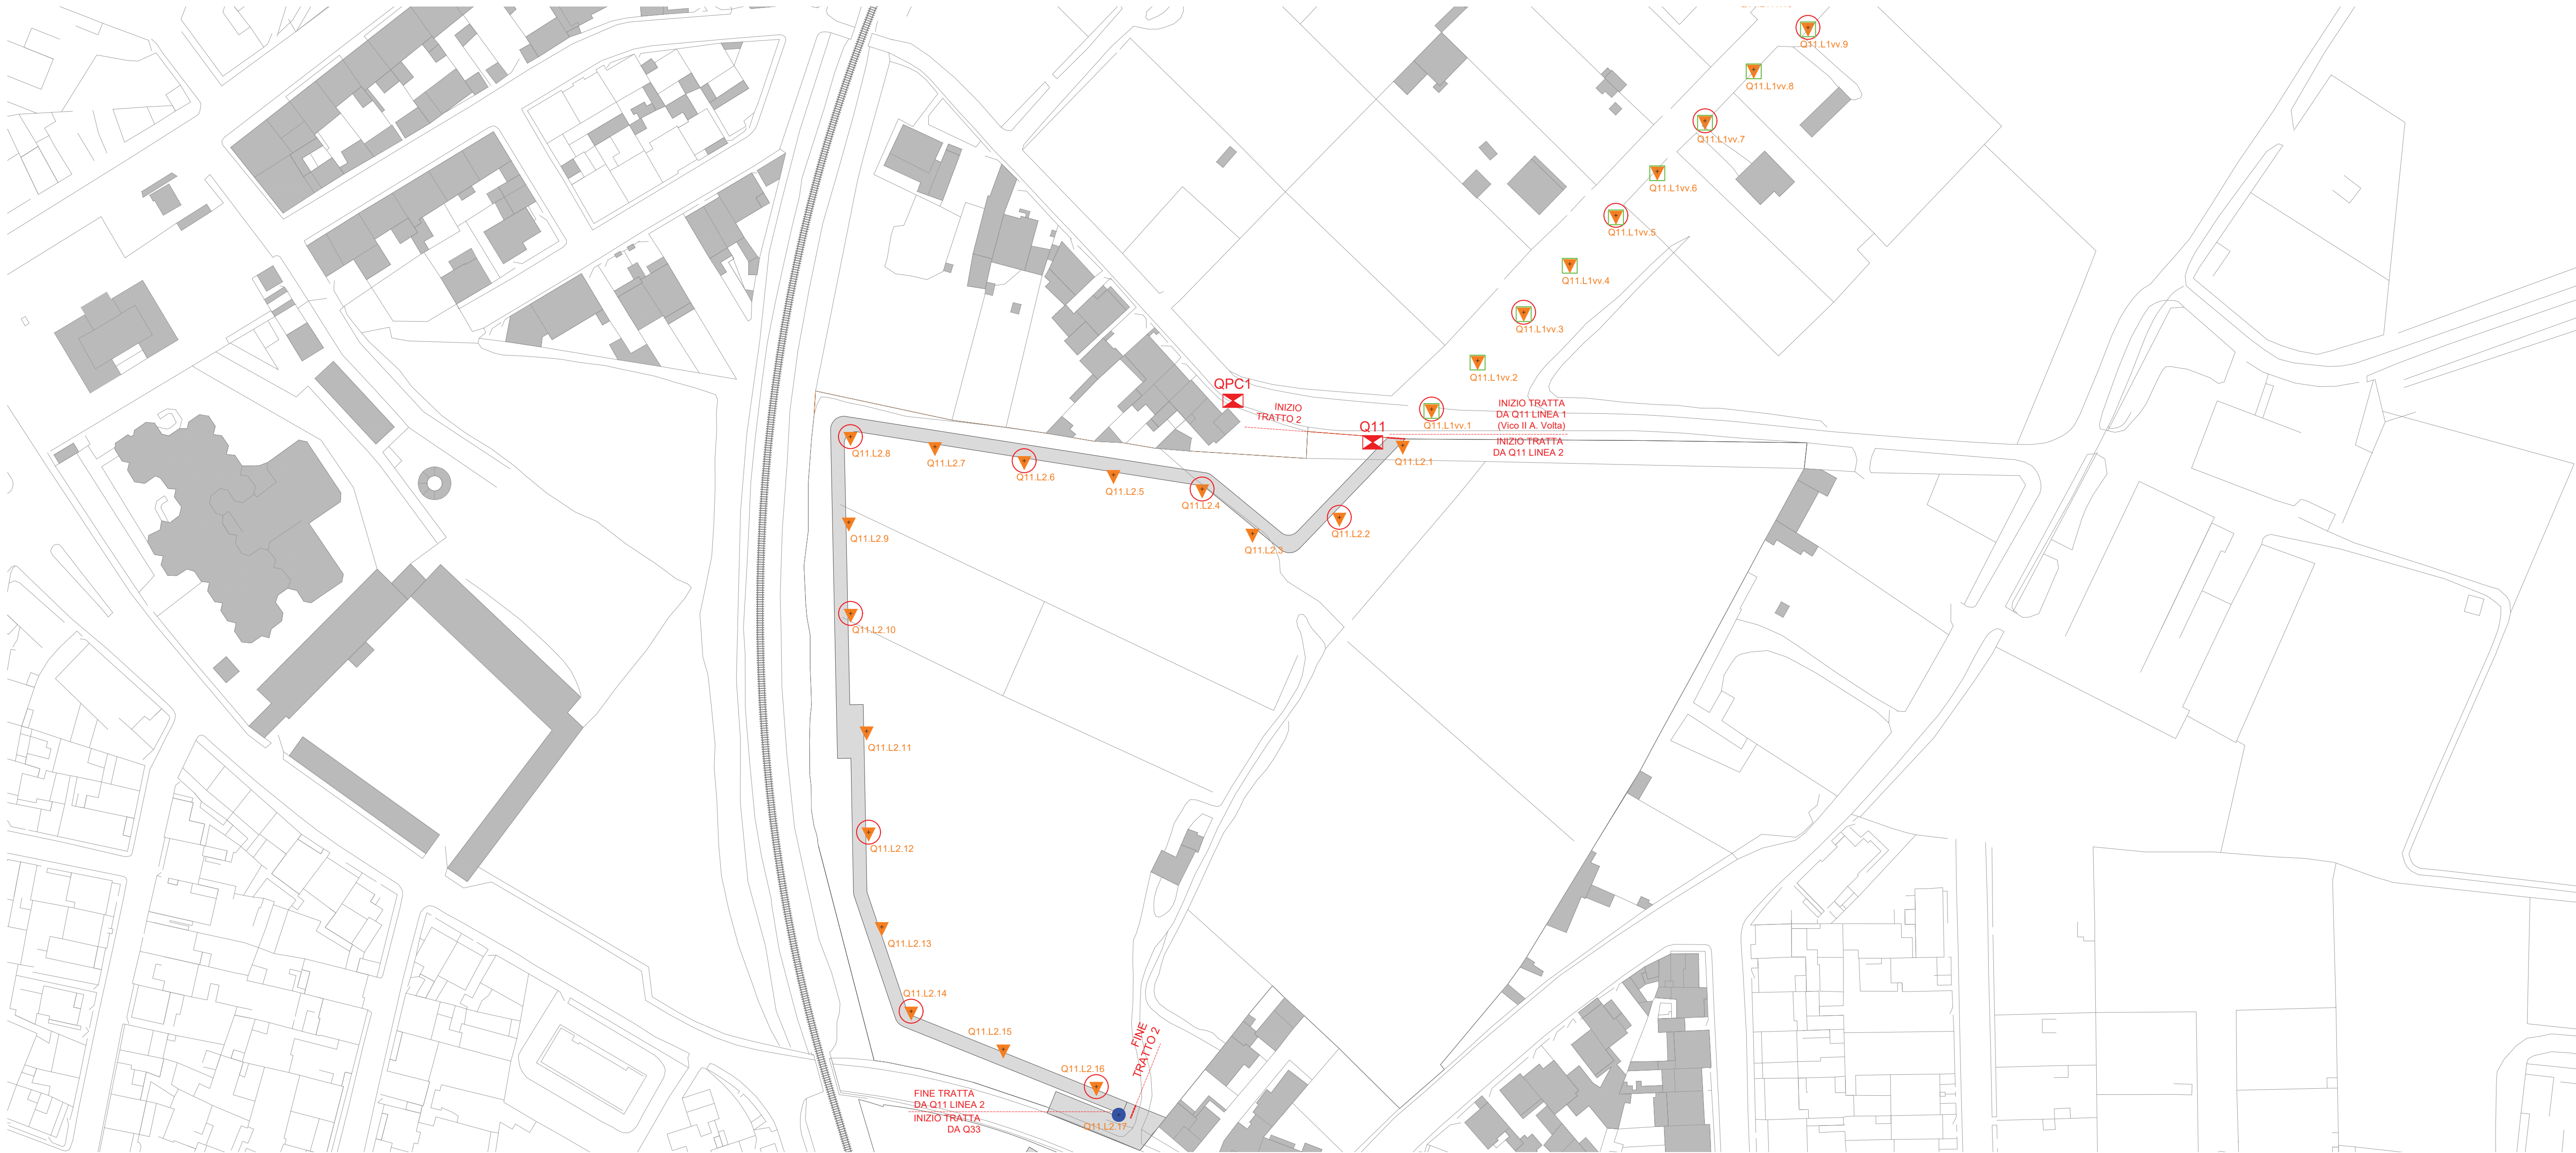 Q11.L1vv.9
Q11.L1vv.8
Q11.L1vv.7
Q11.L1vv.6
Q11.L1vv.5
Q11.L1vv.4
Q11.L1vv.3
Q11.L1vv.2
QPC1
INIZIO
TRATTO 2
Q11
Q11.L1vv.1
INIZIO TRATTA
DA Q11 LINEA 1
(Vico II A. Volta)
INIZIO TRATTA
DA Q11 LINEA 2
Q11.L2.1
Q11.L2.2
Q11.L2.3
Q11.L2.4
Q11.L2.5
Q11.L2.6
Q11.L2.7
Q11.L2.8
Q11.L2.9
Q11.L2.10
Q11.L2.11
Q11.L2.12
Q11.L2.13
Q11.L2.14
Q11.L2.15
Q11.L2.16
FINE
TRATTO 2
FINE TRATTA
DA Q11 LINEA 2
INIZIO TRATTA
DA Q33
Q11.L2.17